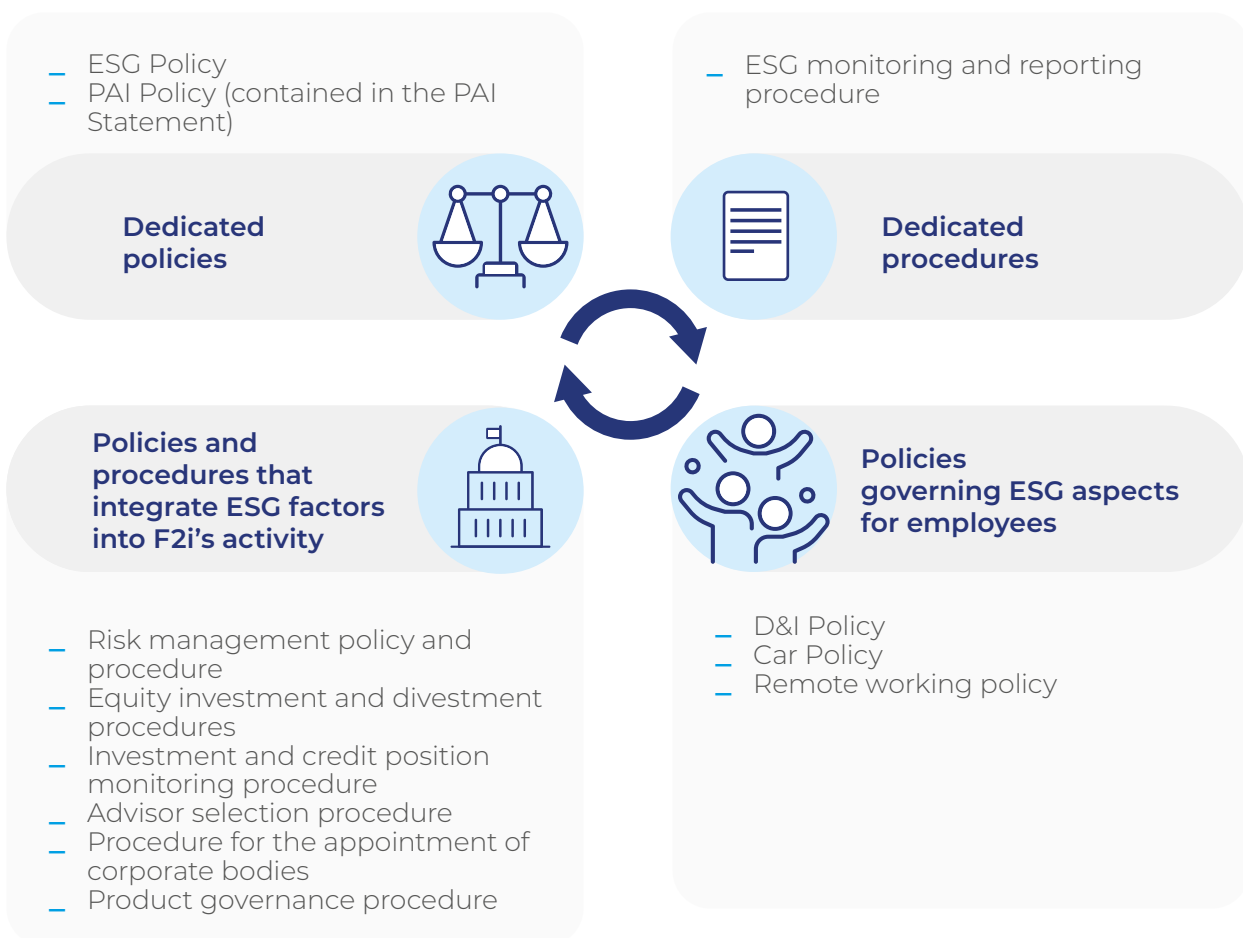 ESG Policy
PAI Policy (contained in the PAI
Statement)
Dedicated
policies
ESG monitoring and reporting
procedure
Dedicated
procedures
Policies and
procedures that
integrate ESG factors
into F2i’s activity
Risk management policy and
procedure
Equity investment and divestment
procedures
Investment and credit position
monitoring procedure
Advisor selection procedure
Procedure for the appointment of
corporate bodies
Product governance procedure
Policies
governing ESG aspects
for employees
D&I Policy
Car Policy
Remote working policy